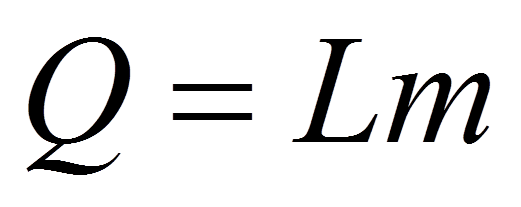 Q = Lm